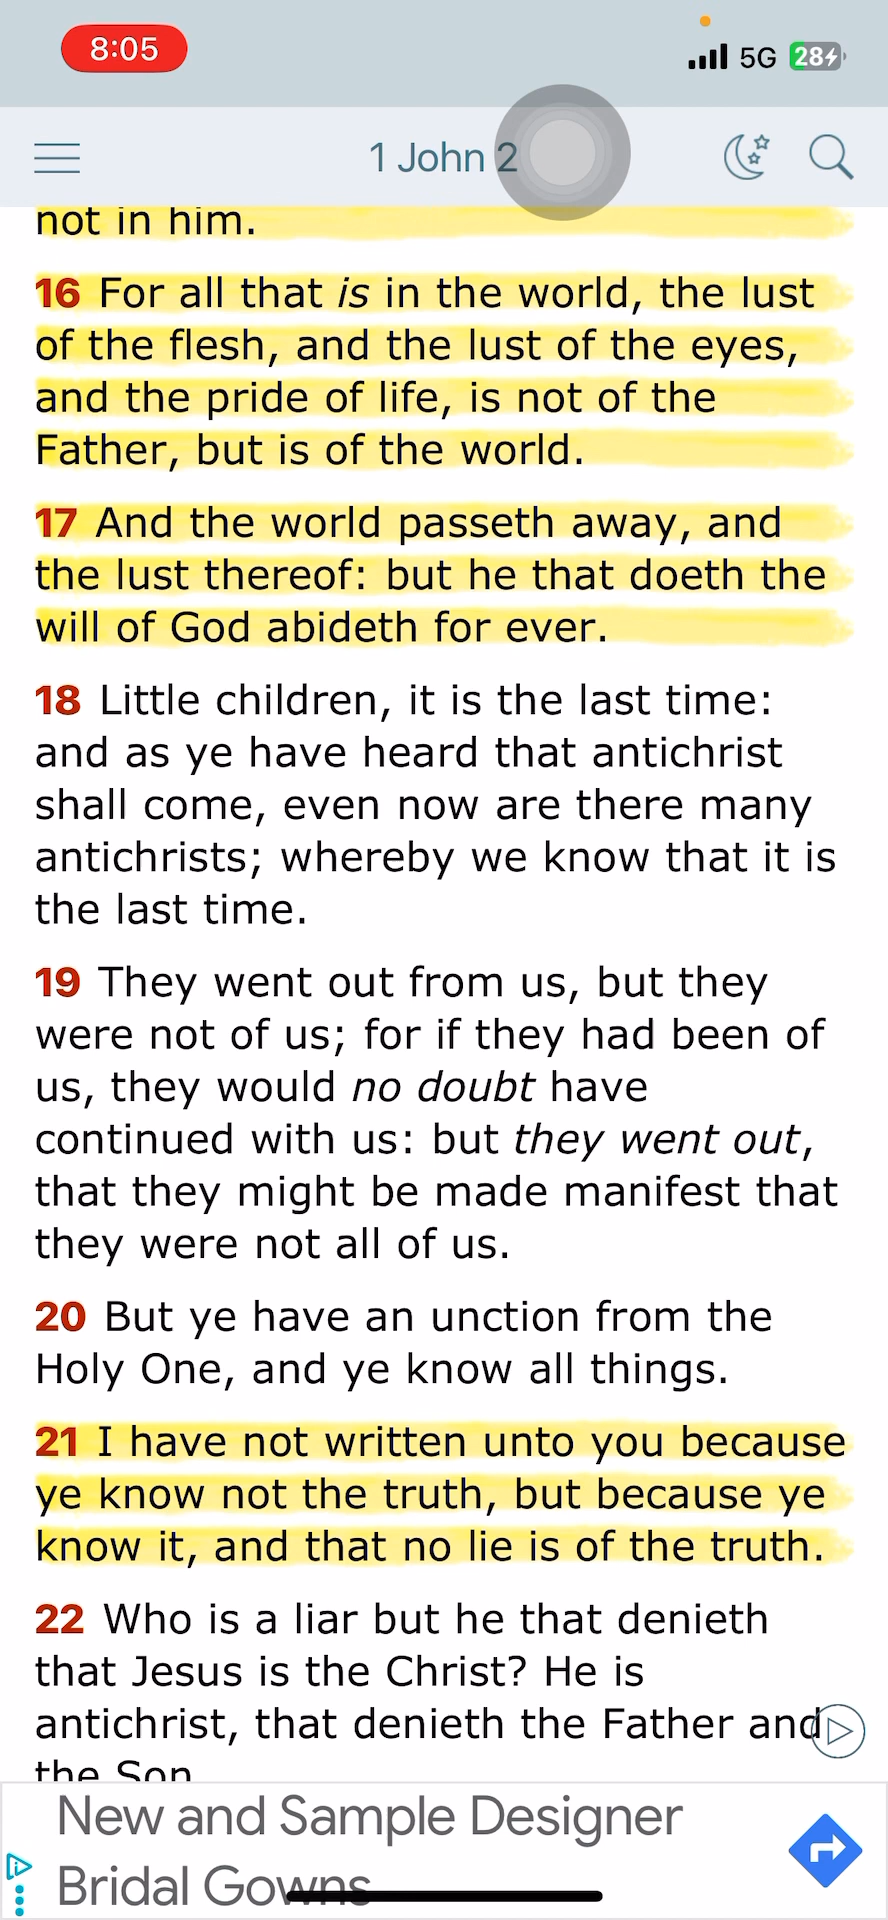 8:05
5G 28
1 John 2
not in him.
16 For all that is in the world, the lust
of the flesh, and the lust of the eyes,
and the pride of life, is not of the
Father, but is of the world.
17 And the world passeth away, and
the lust thereof: but he that doeth the
will of God abideth for ever.
18 Little children, it is the last time:
and as ye have heard that antichrist
shall come, even now are there many
antichrists; whereby we know that it is
the last time.
19 They went out from us, but they
were not of us; for if they had been of
us, they would no doubt have
continued with us: but they went out,
that they might be made manifest that
they were not all of us.
20 But ye have an unction from the
Holy One, and ye know all things.
21 I have not written unto you because
ye know not the truth, but because ye
know it, and that no lie is of the truth.
22 Who is a liar but he that denieth
that Jesus is the Christ? He is
antichrist, that denieth the Father and
the Son
New and Sample Designer
Bridal Gowns